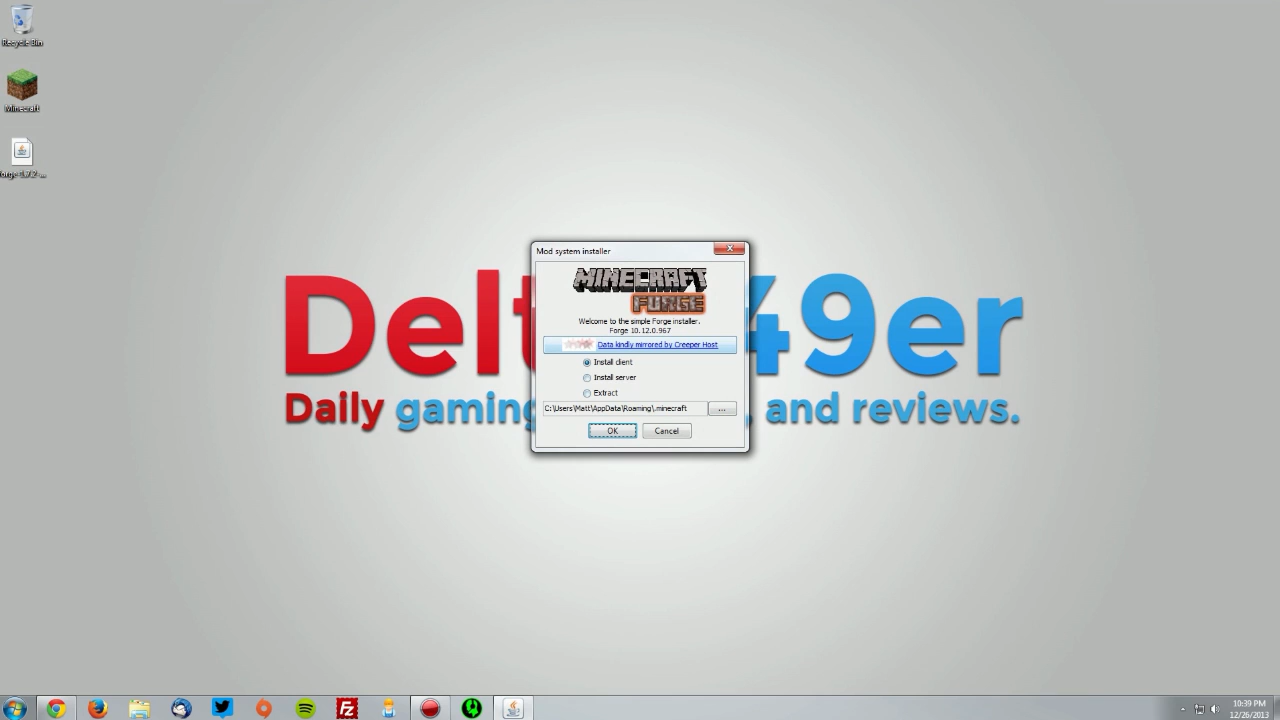 Recycle Bin
Minecraft
Mod system installer
MINECRAFT
FORGE
Welcome to the simple Forge installer.
Forge 10.12.0.967
Data kindly mirrored by Creeper Host
Install client
Install server
Extract
C:\Users\Matt\AppData\Roaming\.minecraft
...
OK
Cancel
Delt 49er
Daily gaming , and reviews.
10:39 PM
12/26/2013